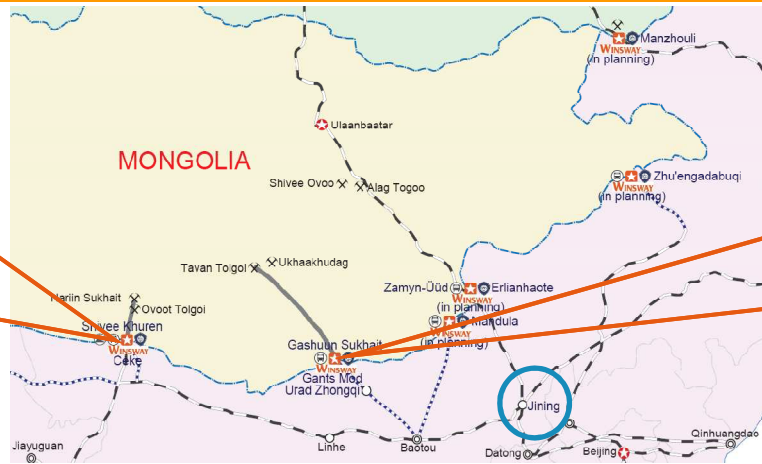 Manzhouli
WINSWAY
(in planning)
Ulaanbaatar
MONGOLIA
Shivee Ovoo
Alag Togoo
Zhu'engadabuqi
WINSWAY
(in planning)
Tavan Tolgoi
Ukhaakhudag
Zamyn-Üüd
Erlianhaote
WINSWAY
(in planning)
Nariin Sukhait
Ovoot Tolgoi
Mandula
WINSWAY
(in planning)
Shivee Khuren
WINSWAY
Ceke
Gashuun Sukhait
WINSWAY
Gants Mod
Urad Zhongqi
Jining
Jiayuguan
Linhe
Baotou
Datong
Beijing
Qinhuangdao